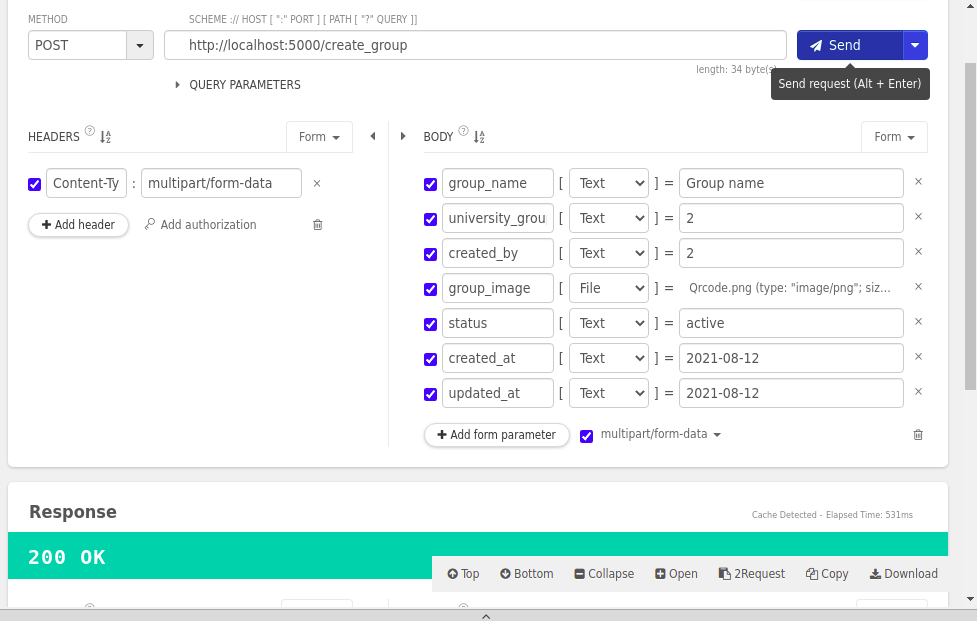 METHOD
SCHEME :// HOST [ ":" PORT ] [ PATH [ "?" QUERY ]]
POST
http://localhost:5000/create_group
Send
length: 34 byte(s)
Send request (Alt + Enter)
QUERY PARAMETERS
HEADERS ? Form
BODY ? Form
Content-Ty : multipart/form-data ×
+ Add header Add authorization
group_name [ Text ] = Group name ×
university_grou [ Text ] = 2 ×
created_by [ Text ] = 2 ×
group_image [ File ] = Qrcode.png (type: "image/png"; siz... ×
status [ Text ] = active ×
created_at [ Text ] = 2021-08-12 ×
updated_at [ Text ] = 2021-08-12 ×
+ Add form parameter multipart/form-data
Response
Cache Detected - Elapsed Time: 531ms
200 OK
Top Bottom Collapse Open 2Request Copy Download